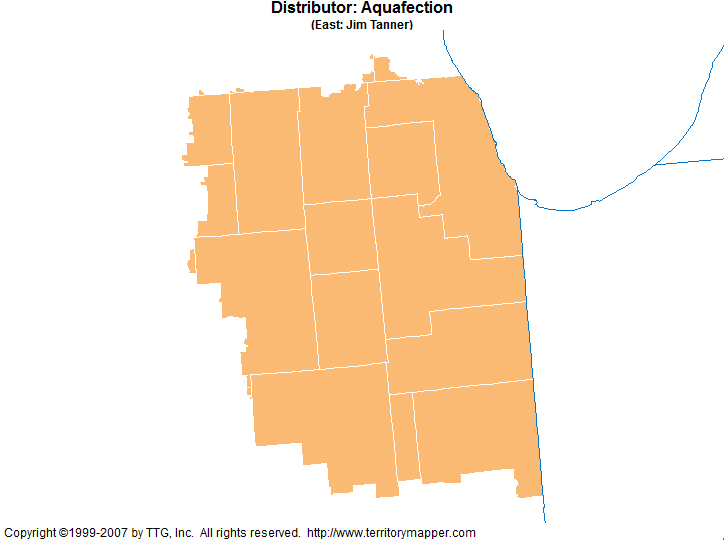 Distributor: Aquafection
(East: Jim Tanner)
Copyright ©1999-2007 by TTG, Inc.  All rights reserved.  http://www.territorymapper.com